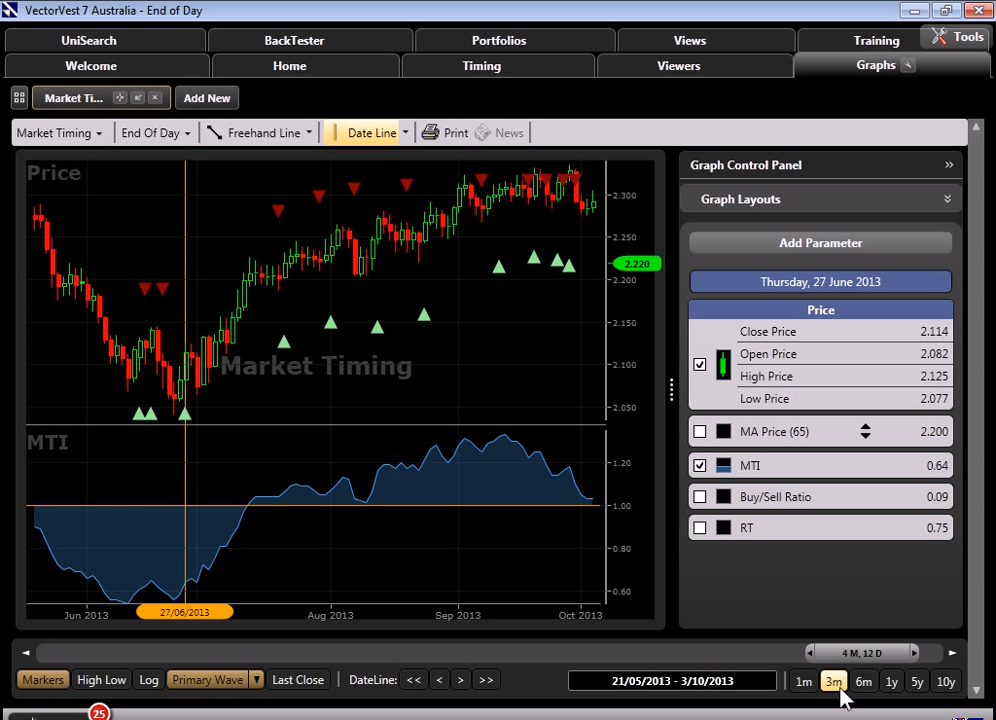 VectorVest 7 Australia - End of Day
UniSearch BackTester Portfolios Views Training Tools
Welcome Home Timing Viewers Graphs
Market Ti... Add New
Market Timing End Of Day Freehand Line Date Line Print News
Price
2.300
2.250
2.220
2.200
2.150
2.100
2.050
Market Timing
MTI
1.20
1.00
0.80
0.60
Jun 2013 27/06/2013 Aug 2013 Sep 2013 Oct 2013
Graph Control Panel »
Graph Layouts
Add Parameter
Thursday, 27 June 2013
Price
Close Price 2.114
Open Price 2.082
High Price 2.125
Low Price 2.077
MA Price (65) 2.200
MTI 0.64
Buy/Sell Ratio 0.09
RT 0.75
4 M, 12 D
Markers High Low Log Primary Wave Last Close DateLine: << < > >> 21/05/2013 - 3/10/2013 1m 3m 6m 1y 5y 10y
25